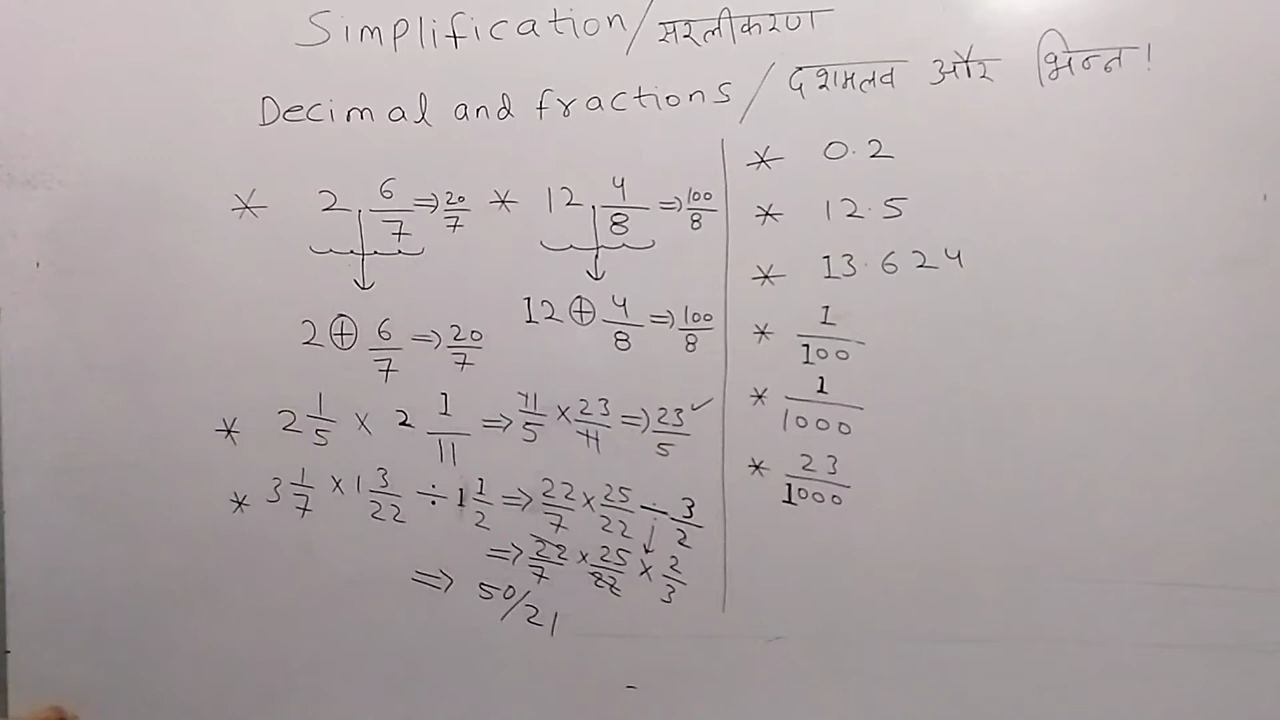 Simplification/सरलीकरण
Decimal and fractions/दशमलव और भिन्न!
* 2 6/7 ⇒ 20/7 * 12 4/8 ⇒ 100/8
2 ⊕ 6/7 ⇒ 20/7 12 ⊕ 4/8 ⇒ 100/8
* 2 1/5 × 2 1/11 ⇒ 11/5 × 23/11 ⇒ 23/5 ✓
* 3 1/7 × 1 3/22 ÷ 1 1/2 ⇒ 22/7 × 25/22 ÷ 3/2
⇒ 22/7 × 25/22 × 2/3
⇒ 50/21
* 0.2
* 12.5
* 13.624
* 1/100
* 1/1000
* 23/1000